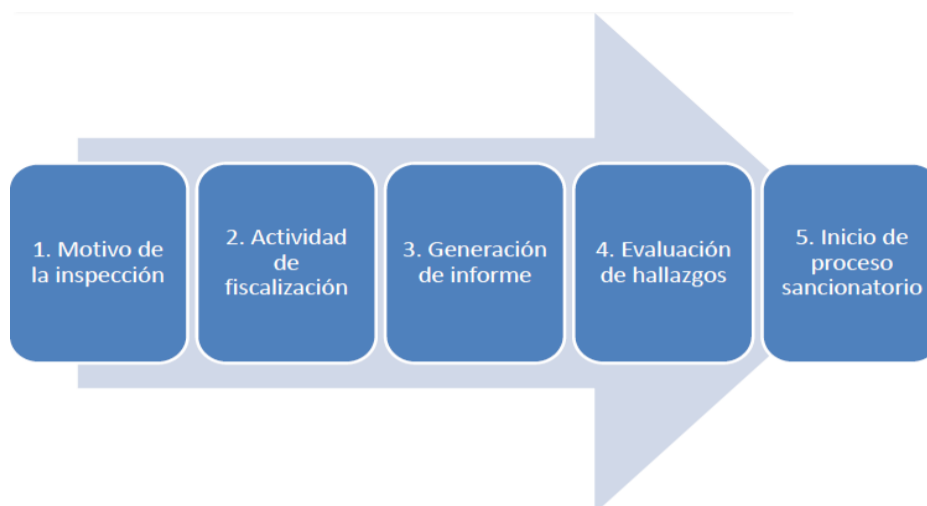 1. Motivo de
la inspección
2. Actividad
de
fiscalización
3. Generación
de informe
4. Evaluación
de hallazgos
5. Inicio de
proceso
sancionatorio